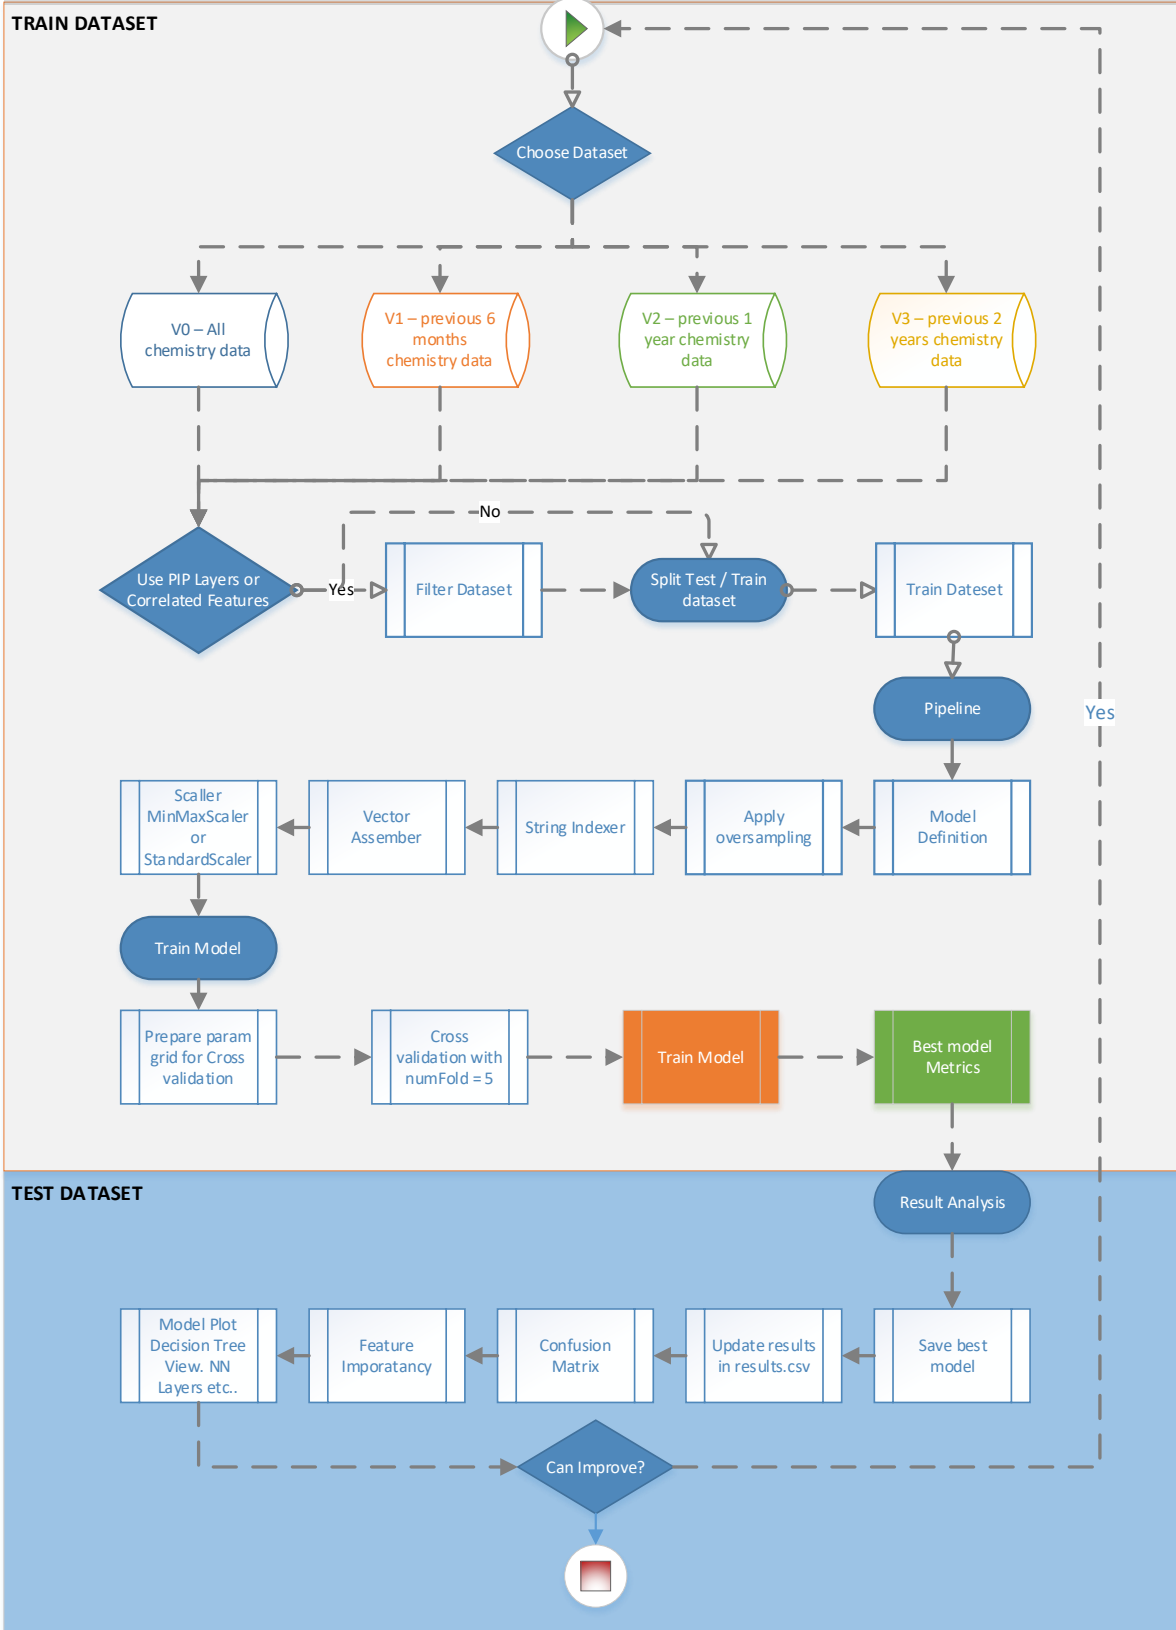 TRAIN DATASET
Choose Dataset
V0 – All
chemistry data
V1 – previous 6
months
chemistry data
V2 – previous 1
year chemistry
data
V3 – previous 2
years chemistry
data
No
Use PIP Layers or
Correlated Features
Yes
Filter Dataset
Split Test / Train
dataset
Train Dateset
Pipeline
Yes
Scaller
MinMaxScaler
or
StandardScaler
Vector
Assember
String Indexer
Apply
oversampling
Model
Definition
Train Model
Prepare param
grid for Cross
validation
Cross
validation with
numFold = 5
Train Model
Best model
Metrics
TEST DATASET
Result Analysis
Model Plot
Decision Tree
View. NN
Layers etc..
Feature
Imporatancy
Confusion
Matrix
Update results
in results.csv
Save best
model
Can Improve?